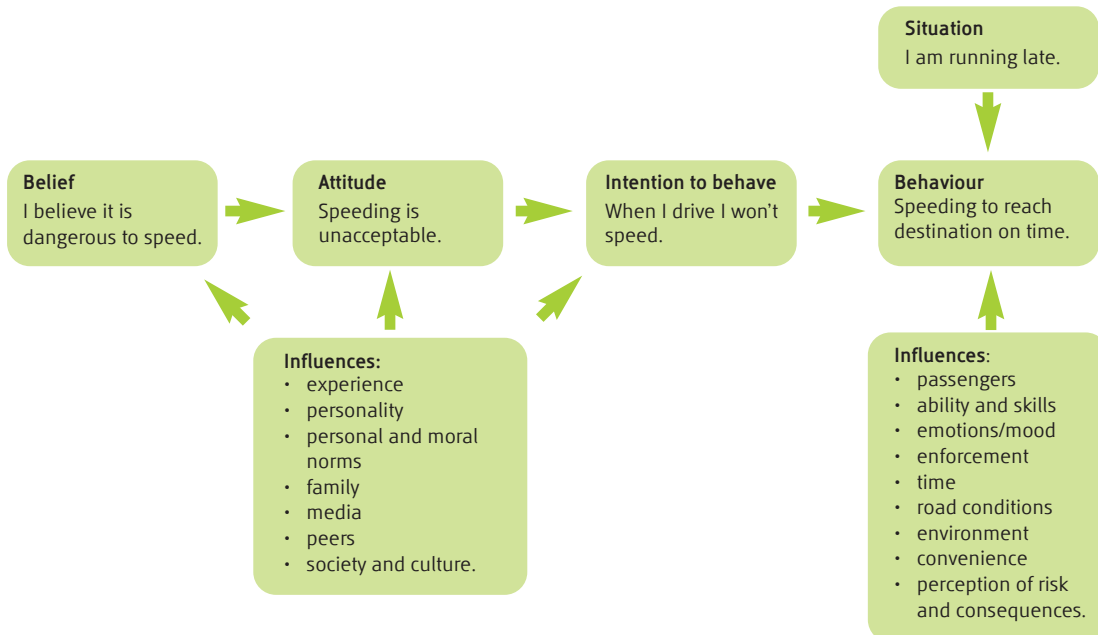 Situation
I am running late.
Belief
I believe it is
dangerous to speed.
Attitude
Speeding is
unacceptable.
Intention to behave
When I drive I won’t
speed.
Behaviour
Speeding to reach
destination on time.
Influences:
• experience
• personality
• personal and moral
norms
• family
• media
• peers
• society and culture.
Influences:
• passengers
• ability and skills
• emotions/mood
• enforcement
• time
• road conditions
• environment
• convenience
• perception of risk
and consequences.